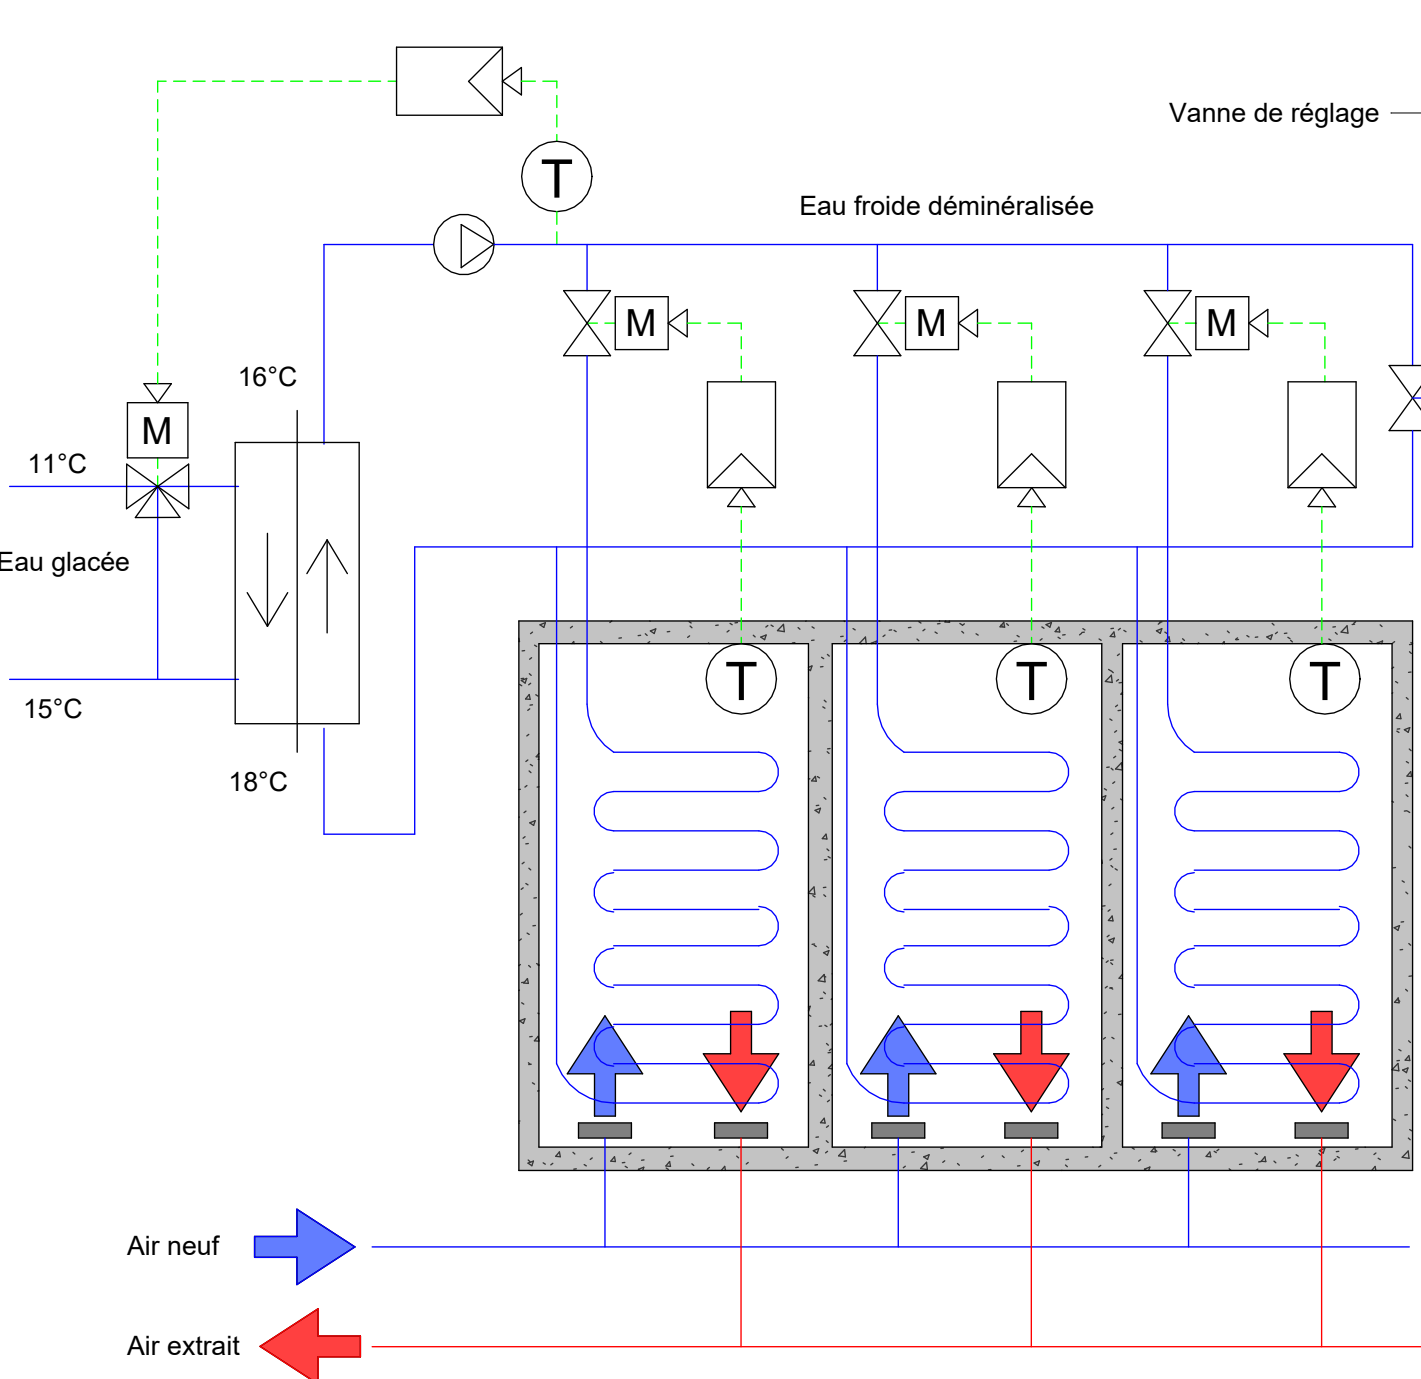 Vanne de réglage
T
Eau froide déminéralisée
M
M
M
16°C
M
11°C
Eau glacée
T
T
T
15°C
18°C
Air neuf
Air extrait